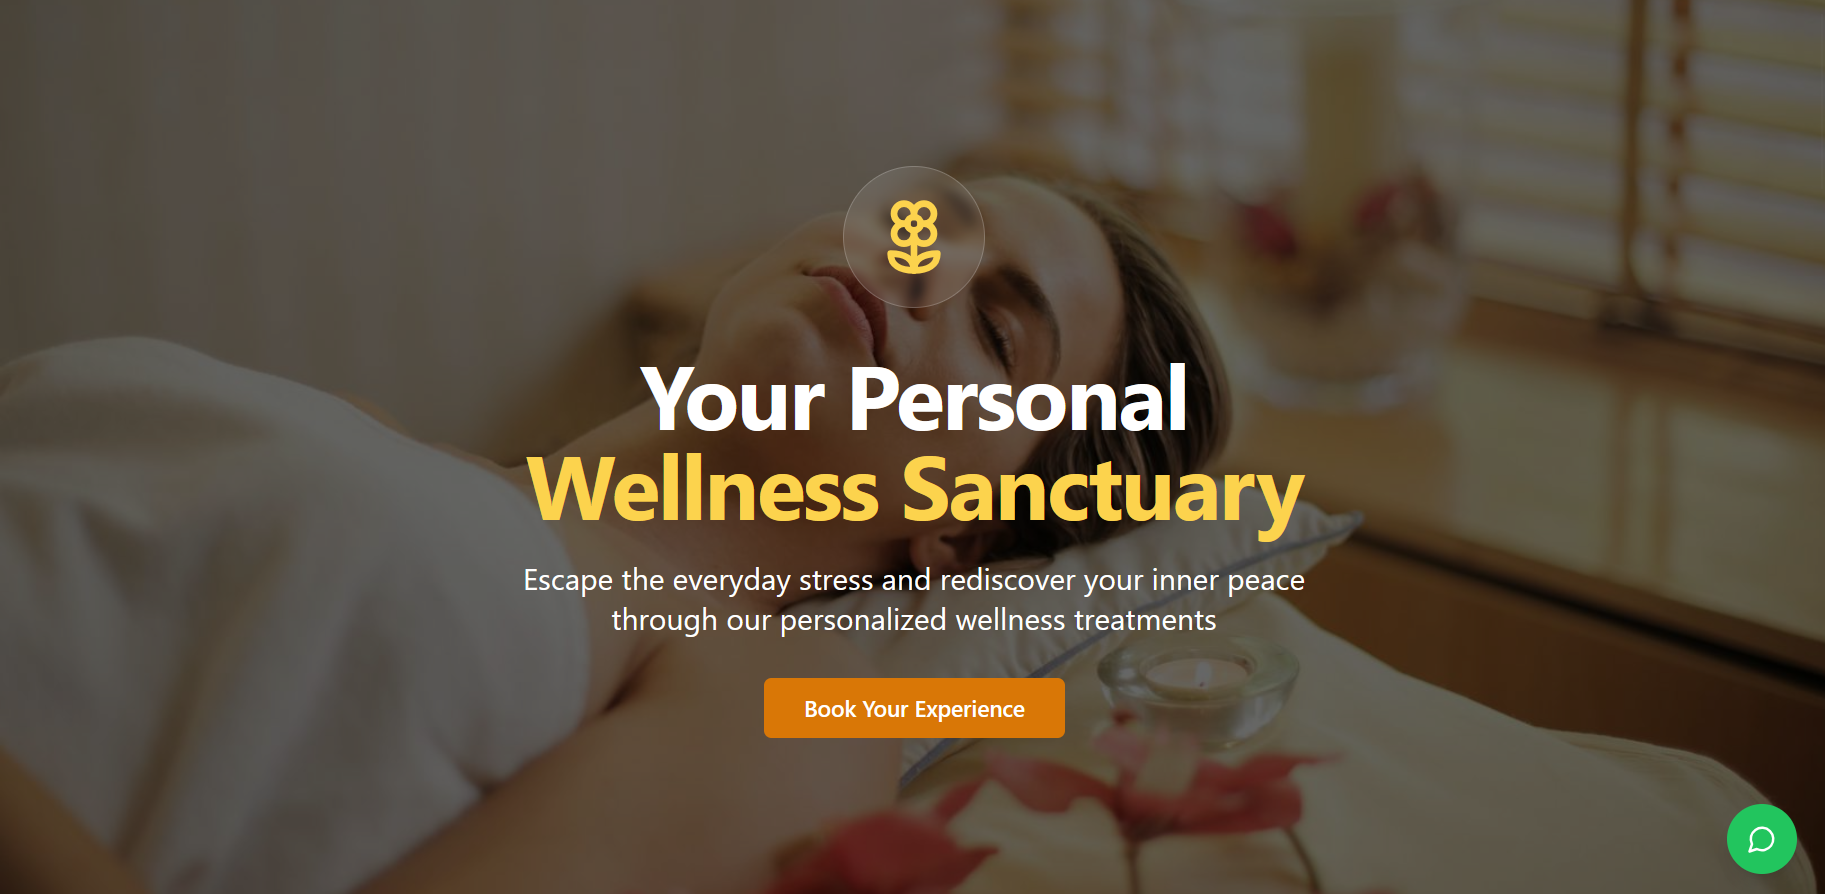 Your Personal
Wellness Sanctuary
Escape the everyday stress and rediscover your inner peace
through our personalized wellness treatments
Book Your Experience